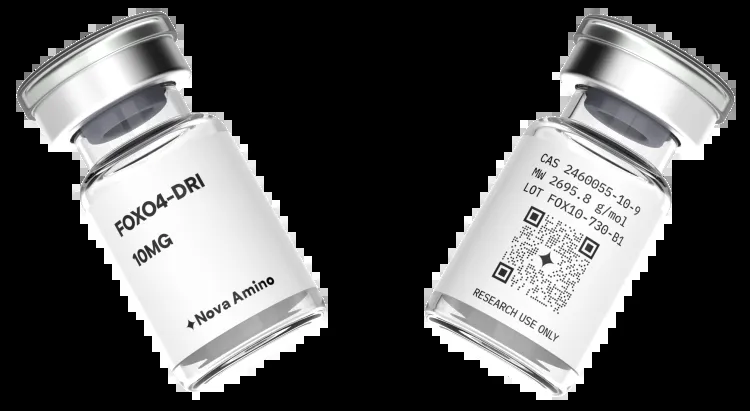 FOXO4-DRI
10MG
Nova Amino
CAS 2460055-10-9
MW 2695.8 g/mol
LOT FOX10-730-B1
RESEARCH USE ONLY